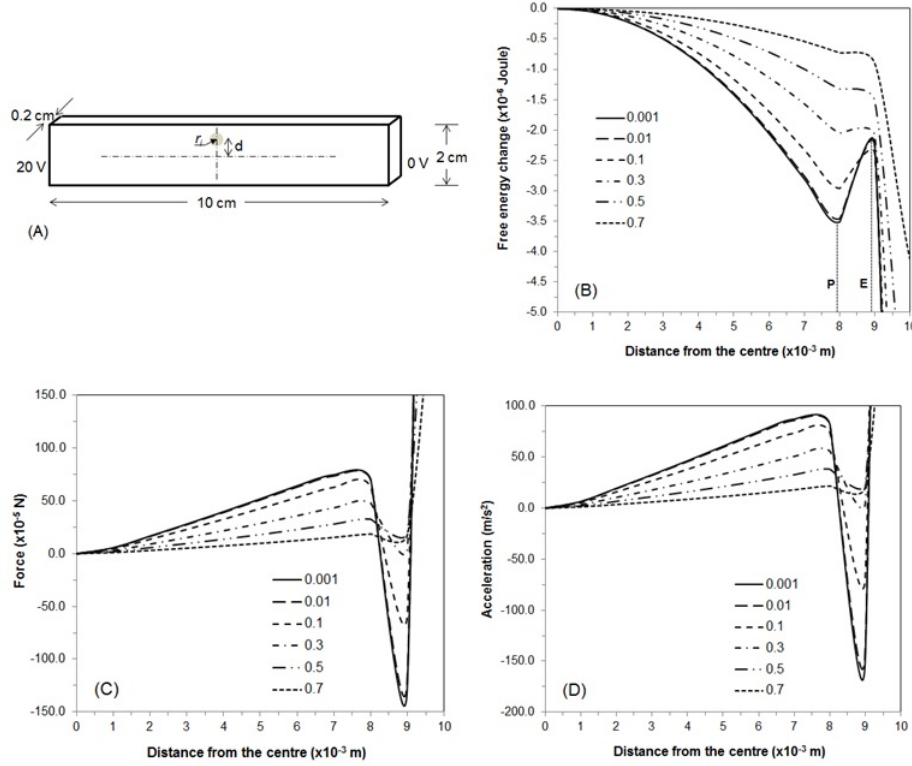 0.2 cm
20 V
r
d
0 V
2 cm
10 cm
(A)
Free energy change (x10-6 Joule)
0.0
-0.5
-1.0
-1.5
-2.0
-2.5
-3.0
-3.5
-4.0
-4.5
-5.0
0.001
0.01
0.1
0.3
0.5
0.7
P
E
(B)
0 1 2 3 4 5 6 7 8 9 10
Distance from the centre (x10-3 m)
Force (x10-5 N)
150.0
100.0
50.0
0.0
-50.0
-100.0
-150.0
0.001
0.01
0.1
0.3
0.5
0.7
(C)
0 1 2 3 4 5 6 7 8 9 10
Distance from the centre (x10-3 m)
Acceleration (m/s2)
100.0
50.0
0.0
-50.0
-100.0
-150.0
-200.0
0.001
0.01
0.1
0.3
0.5
0.7
(D)
0 1 2 3 4 5 6 7 8 9 10
Distance from the centre (x10-3 m)